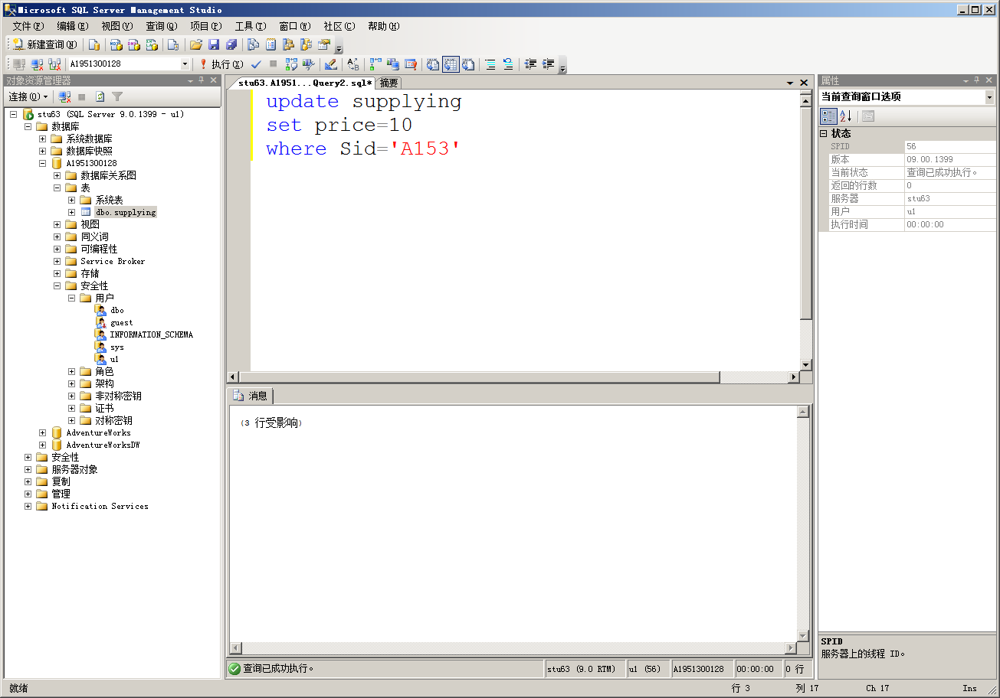 Microsoft SQL Server Management Studio
文件(F) 编辑(E) 视图(V) 查询(Q) 项目(P) 工具(T) 窗口(W) 社区(C) 帮助(H)
新建查询(N)
A1951300128 执行(X)
对象资源管理器
连接(O)
stu63 (SQL Server 9.0.1399 - u1)
数据库
系统数据库
数据库快照
A1951300128
数据库关系图
表
系统表
dbo.supplying
视图
同义词
可编程性
Service Broker
存储
安全性
用户
dbo
guest
INFORMATION_SCHEMA
sys
u1
角色
架构
非对称密钥
证书
对称密钥
AdventureWorks
AdventureWorksDW
安全性
服务器对象
复制
管理
Notification Services
stu63.A1951...Query2.sql* 摘要
update supplying
set price=10
where Sid='A153'
消息
(3 行受影响)
查询已成功执行。 stu63 (9.0 RTM) u1 (56) A1951300128 00:00:00 0 行
属性
当前查询窗口选项
状态
SPID 56
版本 09.00.1399
当前状态 查询已成功执行。
返回的行数 0
服务器 stu63
用户 u1
执行时间 00:00:00
SPID
服务器上的线程 ID。
就绪 行 3 列 17 Ch 17 Ins